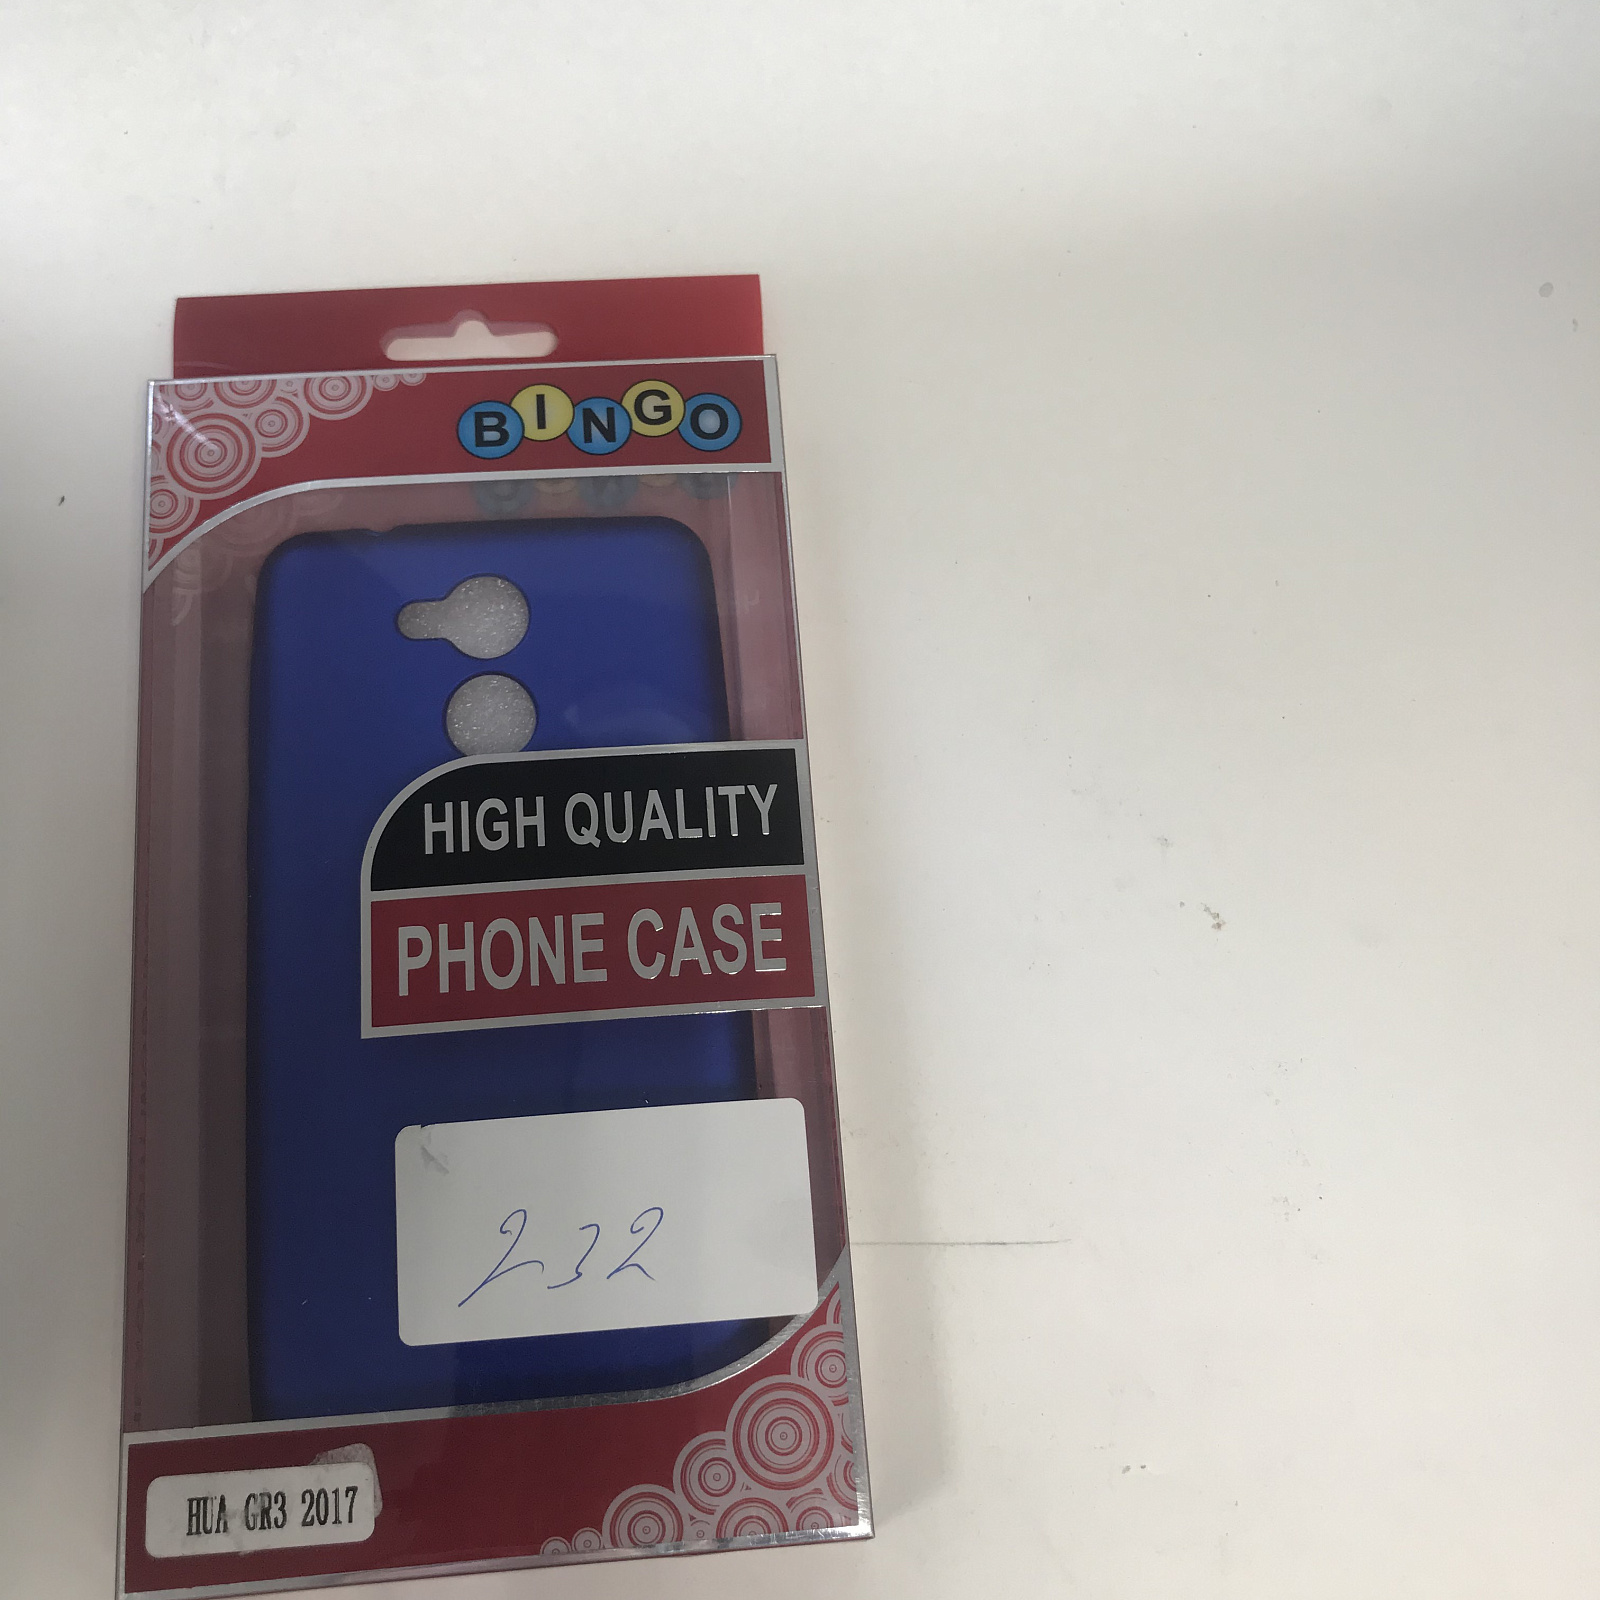 BINGO
HIGH QUALITY
PHONE CASE
232
HUA GR3 2017